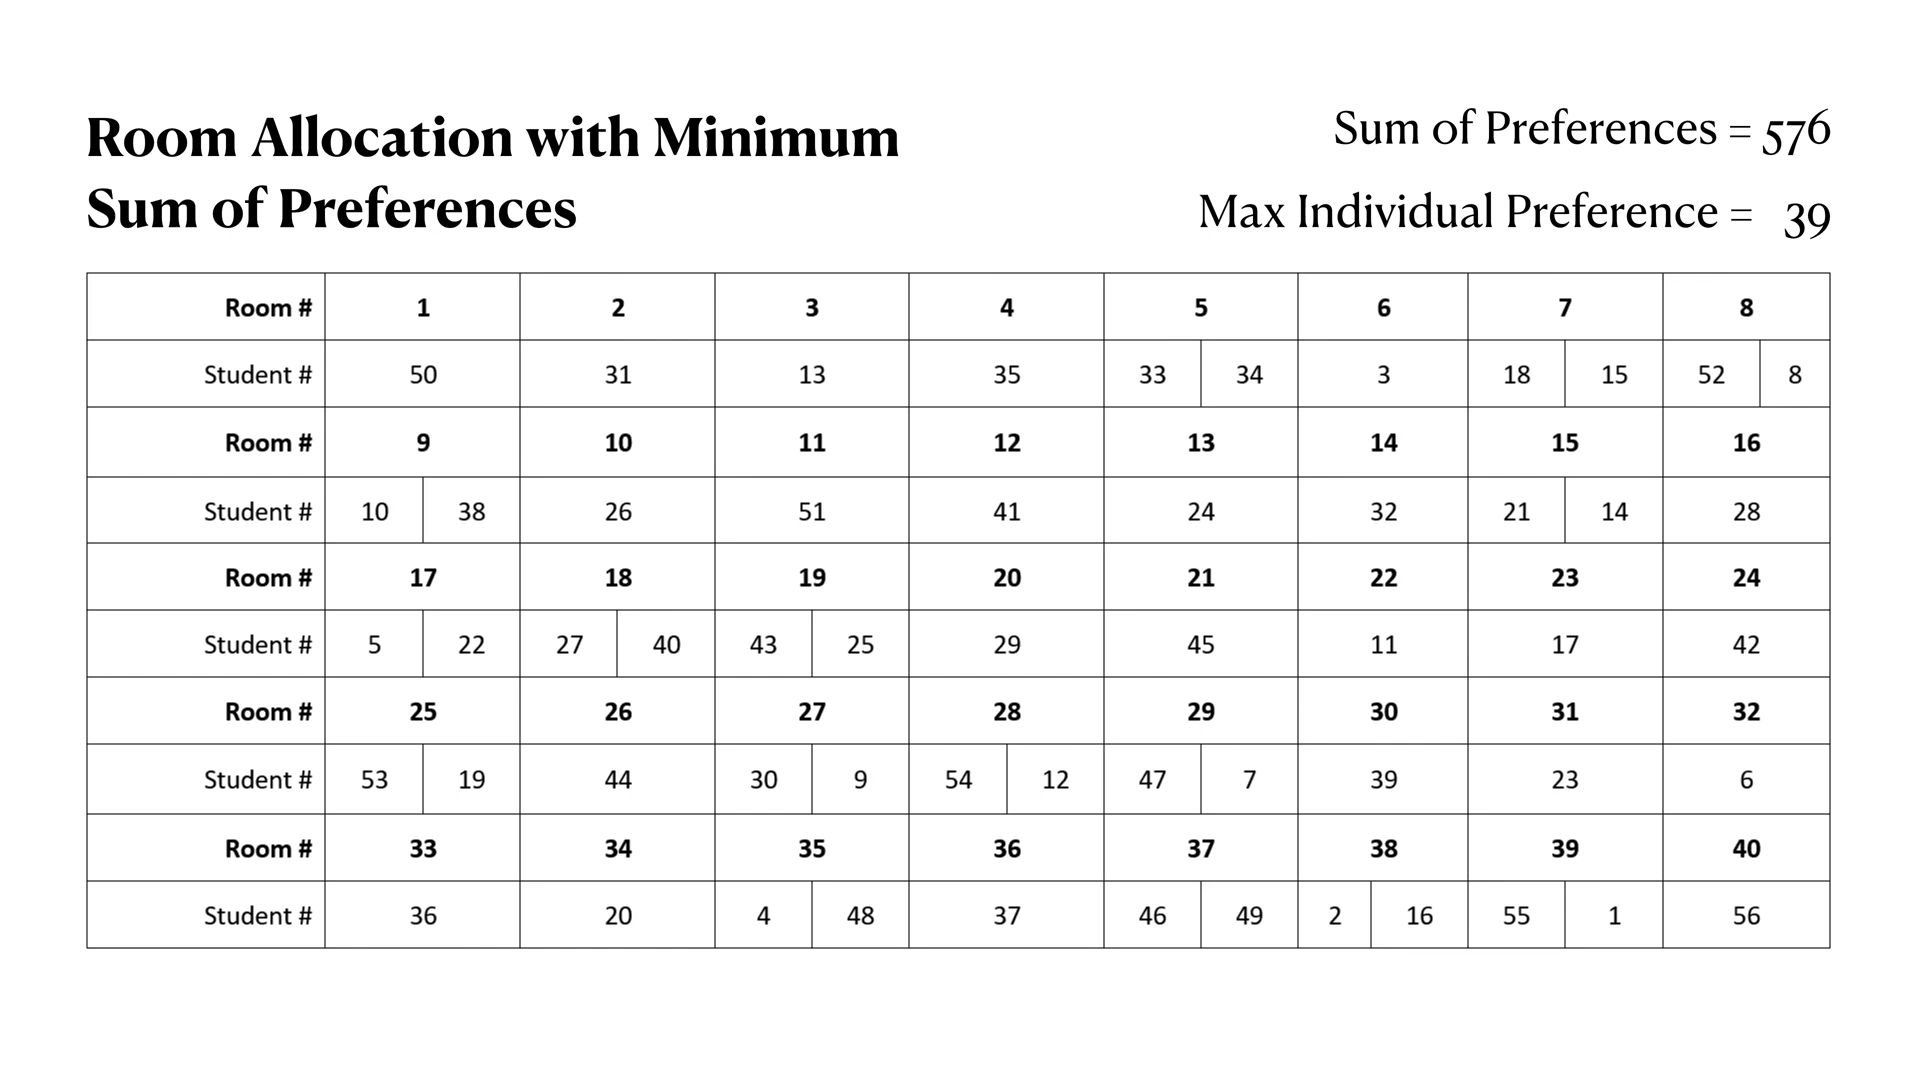 Room Allocation with Minimum
Sum of Preferences
Sum of Preferences = 576
Max Individual Preference = 39
Room # 1 2 3 4 5 6 7 8
Student # 50 31 13 35 33 34 3 18 15 52 8
Room # 9 10 11 12 13 14 15 16
Student # 10 38 26 51 41 24 32 21 14 28
Room # 17 18 19 20 21 22 23 24
Student # 5 22 27 40 43 25 29 45 11 17 42
Room # 25 26 27 28 29 30 31 32
Student # 53 19 44 30 9 54 12 47 7 39 23 6
Room # 33 34 35 36 37 38 39 40
Student # 36 20 4 48 37 46 49 2 16 55 1 56